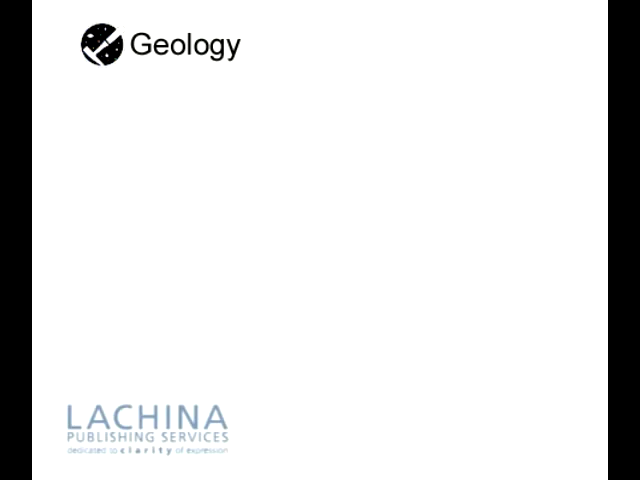 Geology
LACHINA
PUBLISHING SERVICES
dedicated to clarity of expression